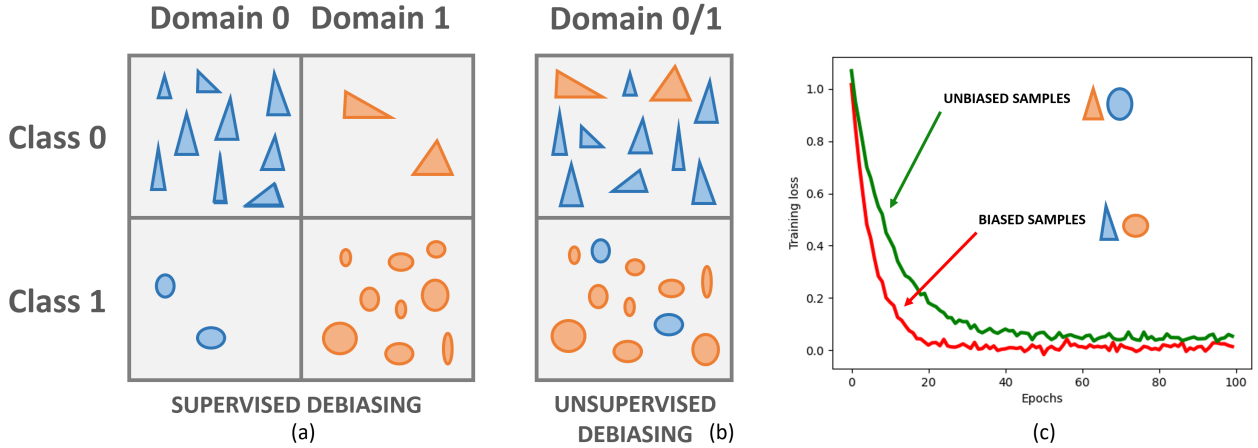 Domain 0 Domain 1
Class 0
Class 1
SUPERVISED DEBIASING
(a)
Domain 0/1
UNSUPERVISED
DEBIASING (b)
UNBIASED SAMPLES
BIASED SAMPLES
Training loss
1.0
0.8
0.6
0.4
0.2
0.0
0 20 40 60 80 100
Epochs
(c)